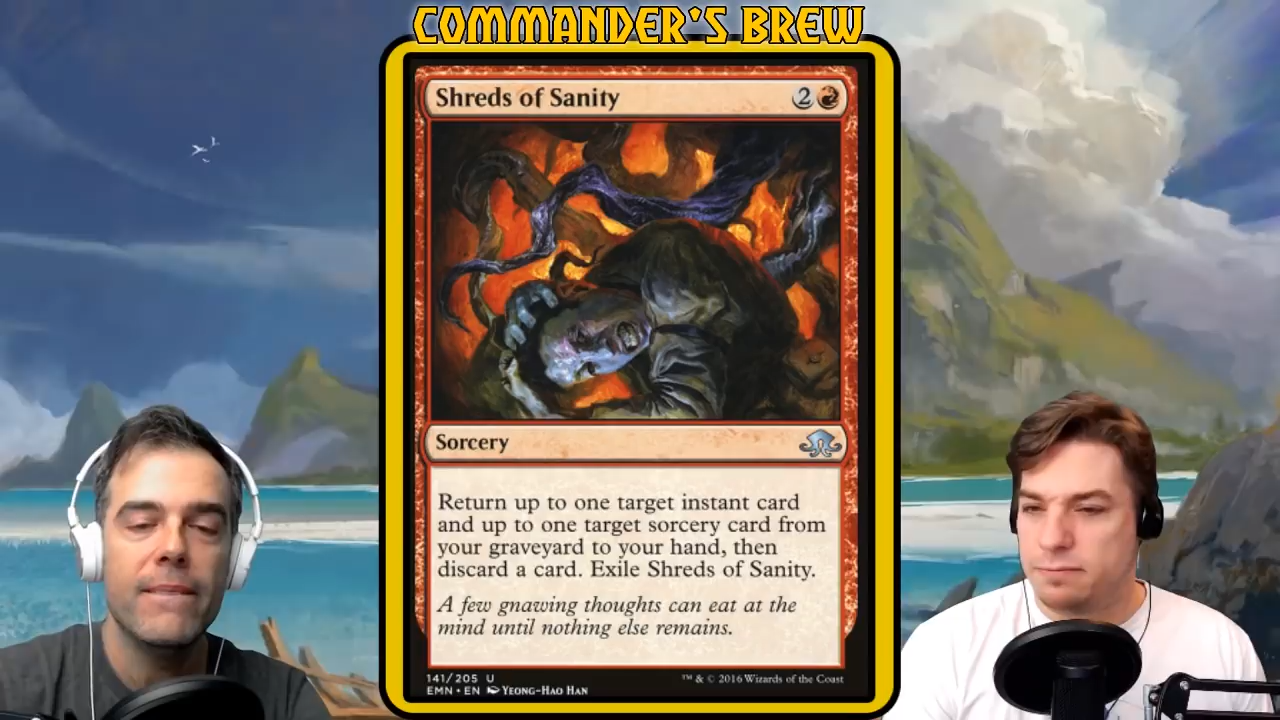 COMMANDER'S BREW
Shreds of Sanity 2
Sorcery
Return up to one target instant card
and up to one target sorcery card from
your graveyard to your hand, then
discard a card. Exile Shreds of Sanity.
A few gnawing thoughts can eat at the
mind until nothing else remains.
141/205 U
EMN • EN Yeong-Hao Han
™ & © 2016 Wizards of the Coast